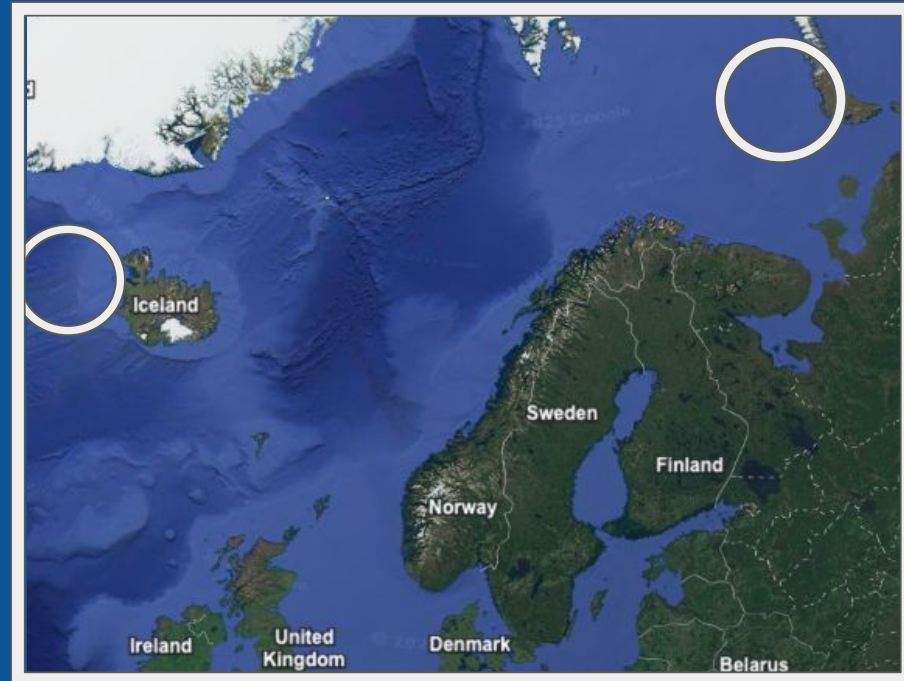 Iceland
Sweden
Finland
Norway
Ireland
United
Kingdom
Denmark
Belarus